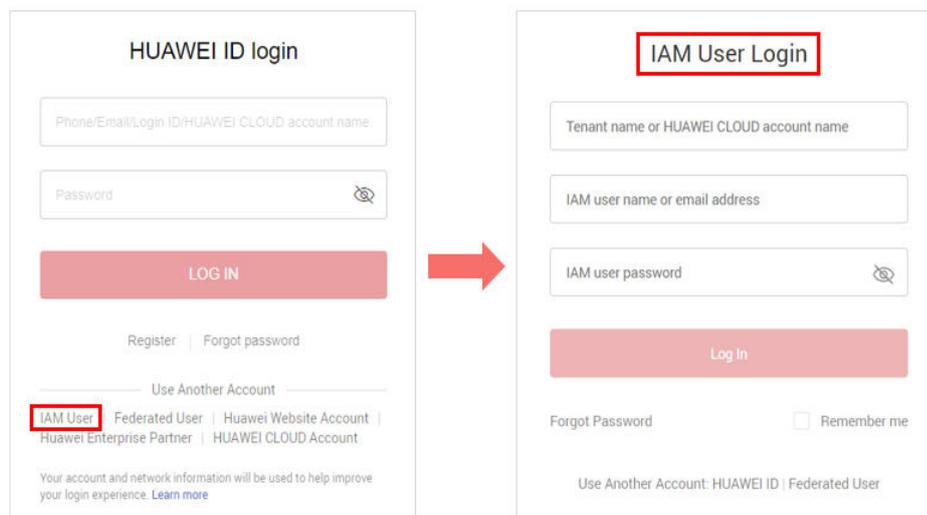 HUAWEI ID login
Phone/Email/Login ID/HUAWEI CLOUD account name
Password
LOG IN
Register | Forgot password
Use Another Account
IAM User | Federated User | Huawei Website Account |
Huawei Enterprise Partner | HUAWEI CLOUD Account
Your account and network information will be used to help improve
your login experience. Learn more
IAM User Login
Tenant name or HUAWEI CLOUD account name
IAM user name or email address
IAM user password
Log In
Forgot Password
Remember me
Use Another Account: HUAWEI ID | Federated User